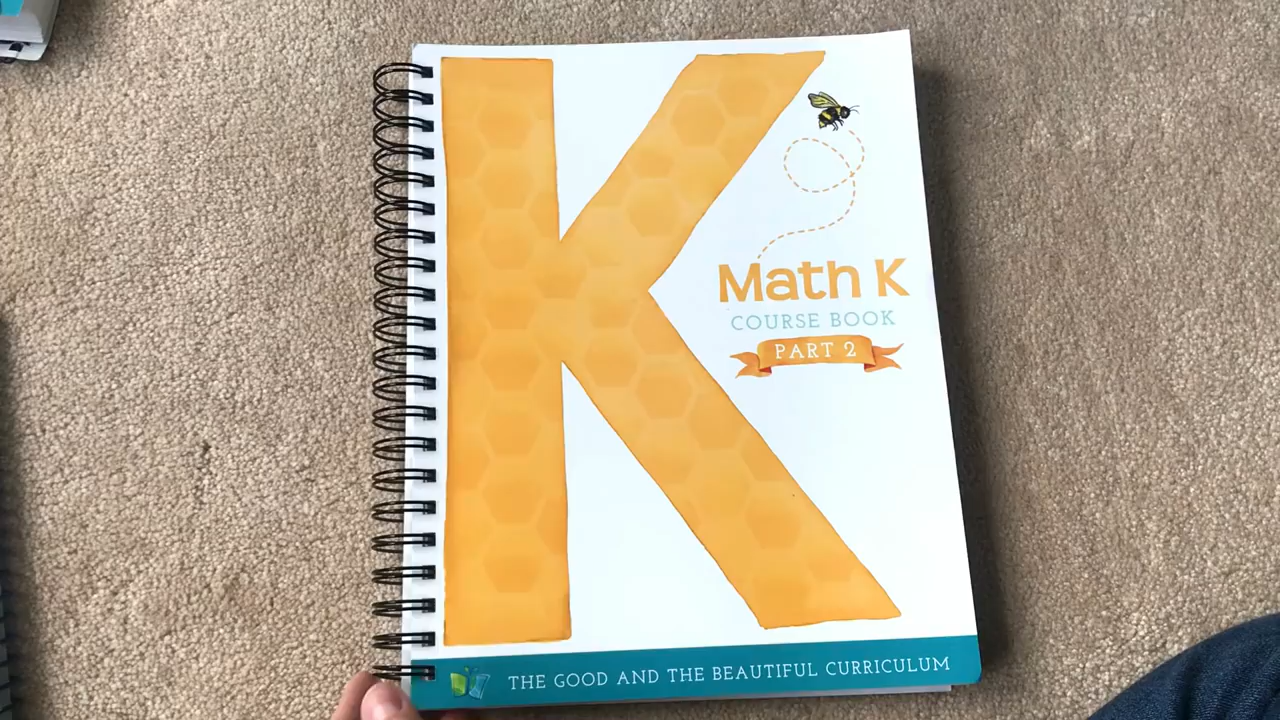 K
Math K
COURSE BOOK
PART 2
THE GOOD AND THE BEAUTIFUL CURRICULUM